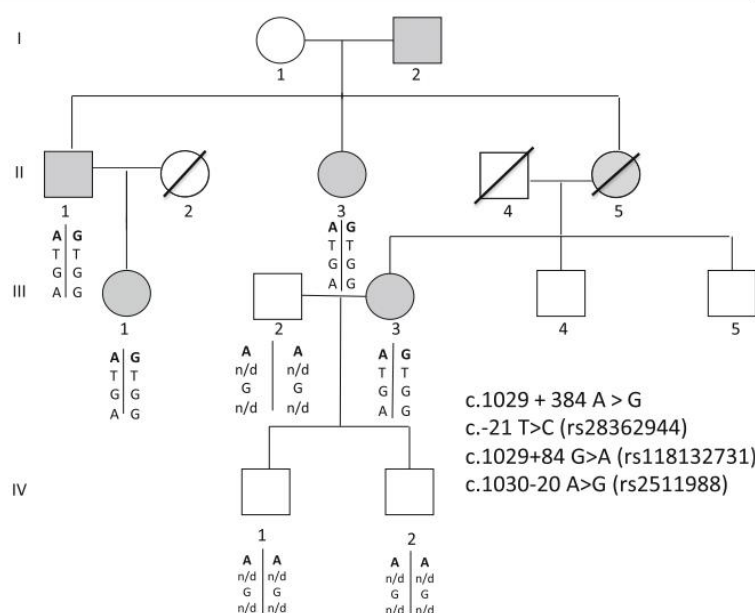 I
1
2
II
1
2
3
4
5
A G
T T
G G
A G
A G
T T
G G
A G
III
1
2
3
4
5
A G
T T
G G
A G
A A
n/d n/d
G G
n/d n/d
A G
T T
G G
A G
c.1029 + 384 A > G
c.-21 T>C (rs28362944)
c.1029+84 G>A (rs118132731)
c.1030-20 A>G (rs2511988)
IV
1
2
A A
n/d n/d
G G
n/d n/d
A A
n/d n/d
G G
n/d n/d